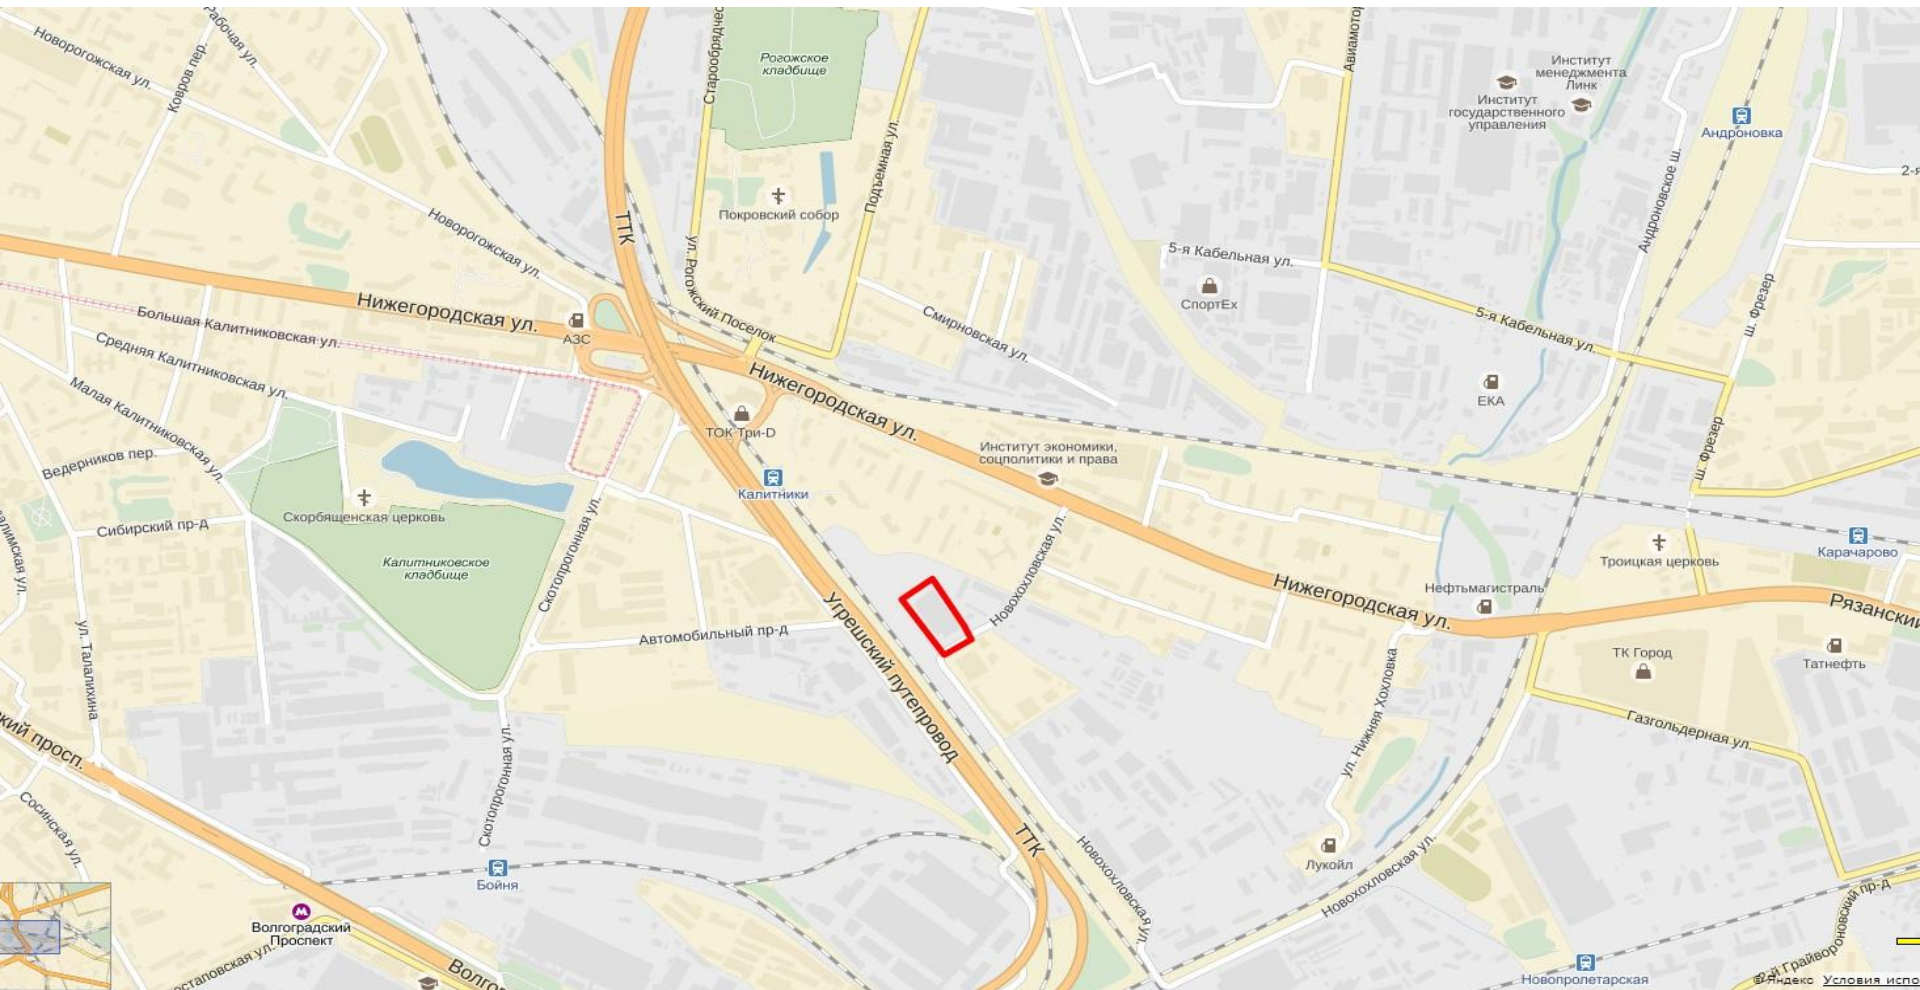 Новорогожская ул.
Рабочая ул.
Ковров пер.
Рогожское
кладбище
Подъемная ул.
Институт
менеджмента
Линк
Институт
государственного
управления
Андроновка
Покровский собор
Новорогожская ул.
ТТК
ул. Рогожский Поселок
5-я Кабельная ул.
Андроновское ш.
СпортЕх
ш. Фрезер
Нижегородская ул.
АЗС
Большая Калитниковская ул.
Средняя Калитниковская ул.
Малая Калитниковская ул.
Смирновская ул.
5-я Кабельная ул.
Нижегородская ул.
ЕКА
ТОК Три-D
Институт экономики,
соцполитики и права
ш. Фрезер
Ведерников пер.
Калитники
Скорбященская церковь
Сибирский пр-д
Калитниковское
кладбище
Скотопрогонная ул.
Новохохловская ул.
Карачарово
Троицкая церковь
Нефтьмагистраль
Нижегородская ул.
Рязанский
Автомобильный пр-д
Угрешский путепровод
ул. Талалихина
ТК Город
Татнефть
ул. Нижняя Хохловка
Газгольдерная ул.
Скотопрогонная ул.
просп.
Сосинская ул.
ТТК
Новохохловская ул.
Лукойл
Новохохловская ул.
Бойня
Волгоградский
Проспект
Новопролетарская
2-й Грайвороновский пр-д
© Яндекс Условия испо